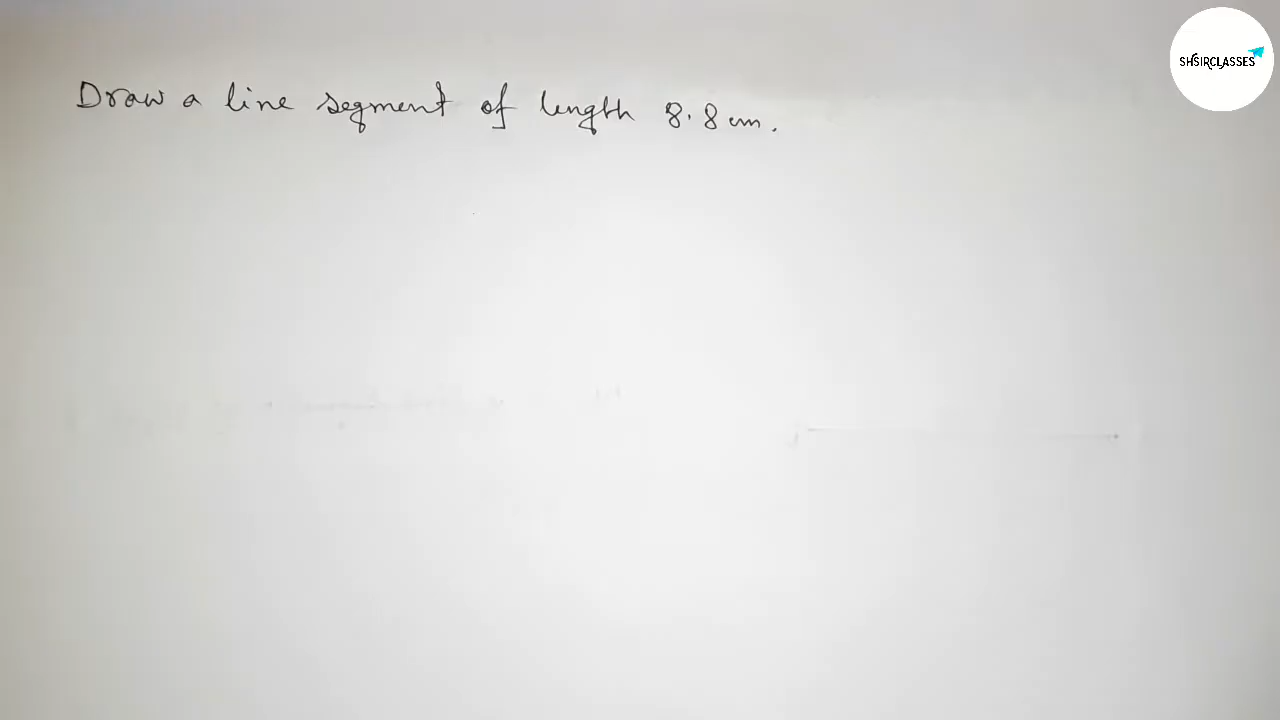 SHSIRCLASSES
Draw a line segment of length 8.8 cm.